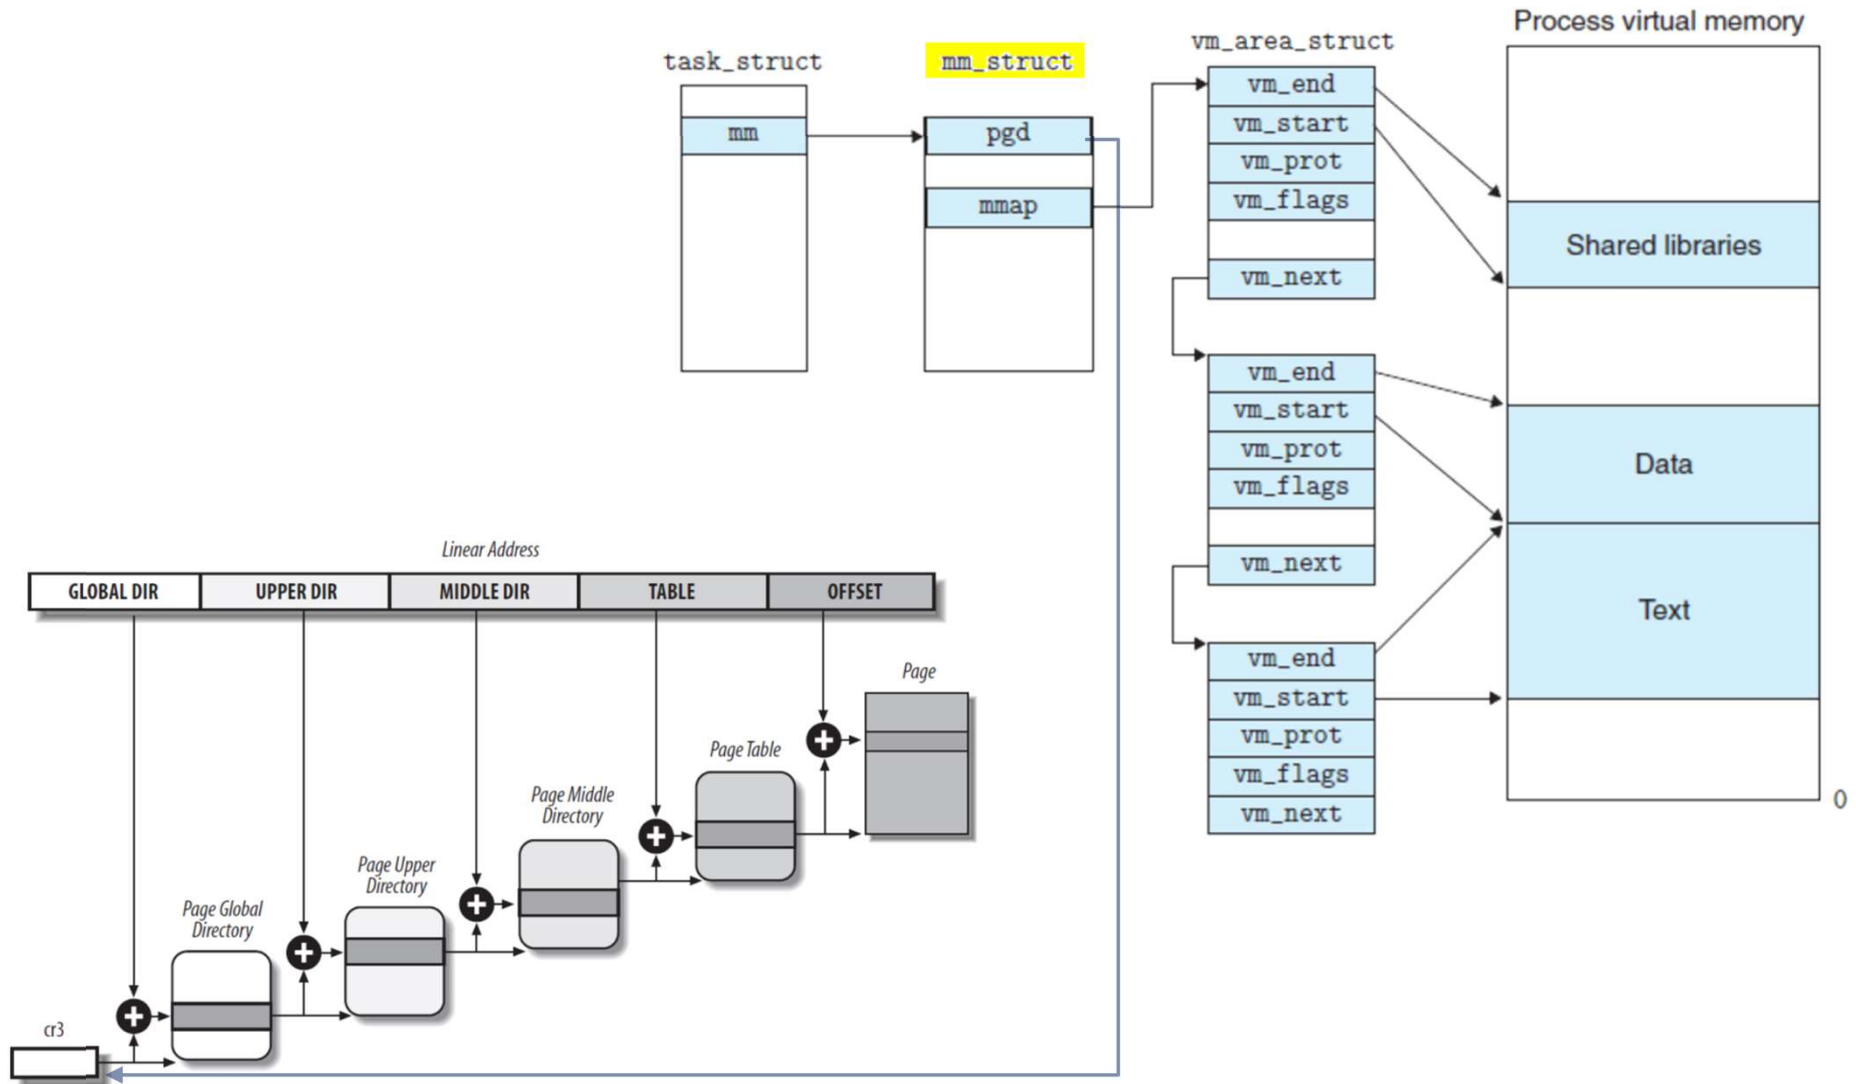 Process virtual memory
task_struct
mm
mm_struct
pgd
mmap
vm_area_struct
vm_end
vm_start
vm_prot
vm_flags
vm_next
vm_end
vm_start
vm_prot
vm_flags
vm_next
vm_end
vm_start
vm_prot
vm_flags
vm_next
Shared libraries
Data
Text
0
Linear Address
GLOBAL DIR
UPPER DIR
MIDDLE DIR
TABLE
OFFSET
Page
Page Table
Page Middle
Directory
Page Upper
Directory
Page Global
Directory
cr3